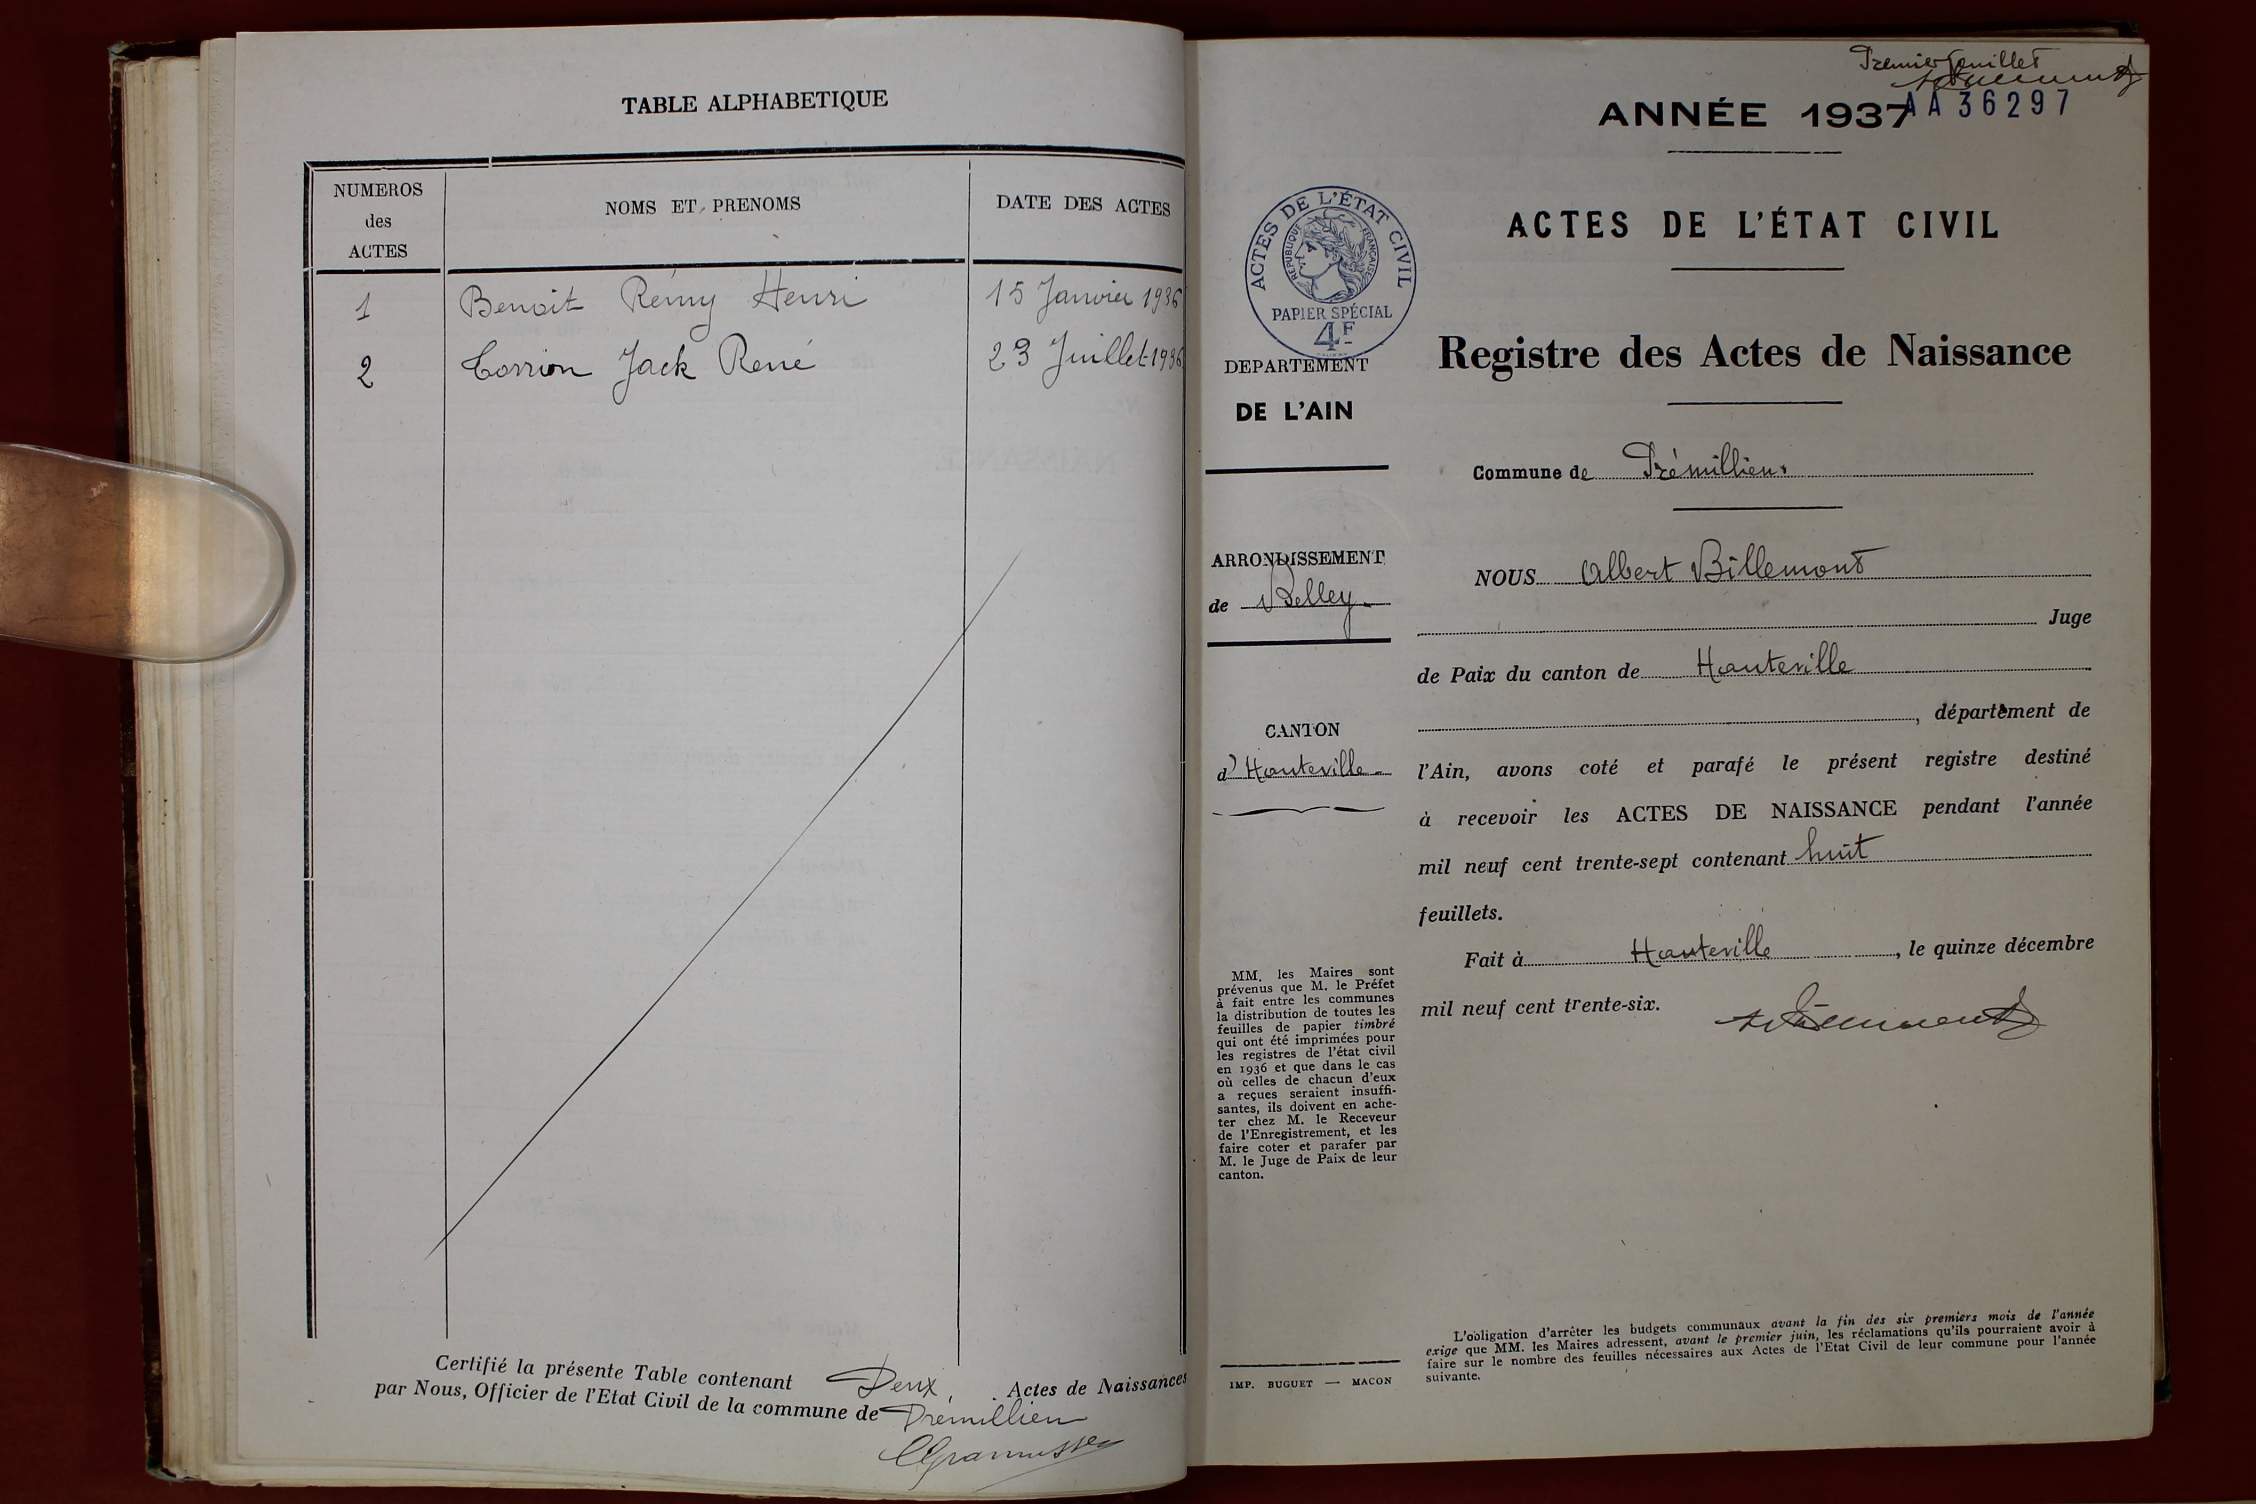 TABLE ALPHABETIQUE
NUMEROS
des
ACTES
NOMS ET PRENOMS
DATE DES ACTES
1 Benoit Rémy Henri 15 Janvier 1936
2 Corrion Jack René 23 Juillet 1936
Certifié la présente Table contenant Deux, Actes de Naissances
par Nous, Officier de l'Etat Civil de la commune de Prémillieu
Premier feuillet
AA 36297
ANNÉE 1937
ACTES DE L'ÉTAT CIVIL
ACTES DE L'ÉTAT CIVIL
RÉPUBLIQUE FRANÇAISE
PAPIER SPÉCIAL
4F
Registre des Actes de Naissance
DEPARTEMENT
DE L'AIN
Commune de Prémillieu
ARRONDISSEMENT
de Belley
CANTON
d'Hauteville
NOUS Albert Billemont
Juge
de Paix du canton de Hauteville
, département de
l'Ain, avons coté et parafé le présent registre destiné
à recevoir les ACTES DE NAISSANCE pendant l'année
mil neuf cent trente-sept contenant huit
feuillets.
Fait à Hauteville, le quinze décembre
mil neuf cent trente-six.
MM. les Maires sont
prévenus que M. le Préfet
à fait entre les communes
la distribution de toutes les
feuilles de papier timbré
qui ont été imprimées pour
les registres de l'état civil
en 1936 et que dans le cas
où celles de chacun d'eux
a reçues seraient insuffi-
santes, ils doivent en ache-
ter chez M. le Receveur
de l'Enregistrement, et les
faire coter et parafer par
M. le Juge de Paix de leur
canton.
IMP. BUGUET — MACON
L'obligation d'arrêter les budgets communaux avant la fin des six premiers mois de l'année
exige que MM. les Maires adressent, avant le premier juin, les réclamations qu'ils pourraient avoir à
faire sur le nombre des feuilles nécessaires aux Actes de l'Etat Civil de leur commune pour l'année
suivante.